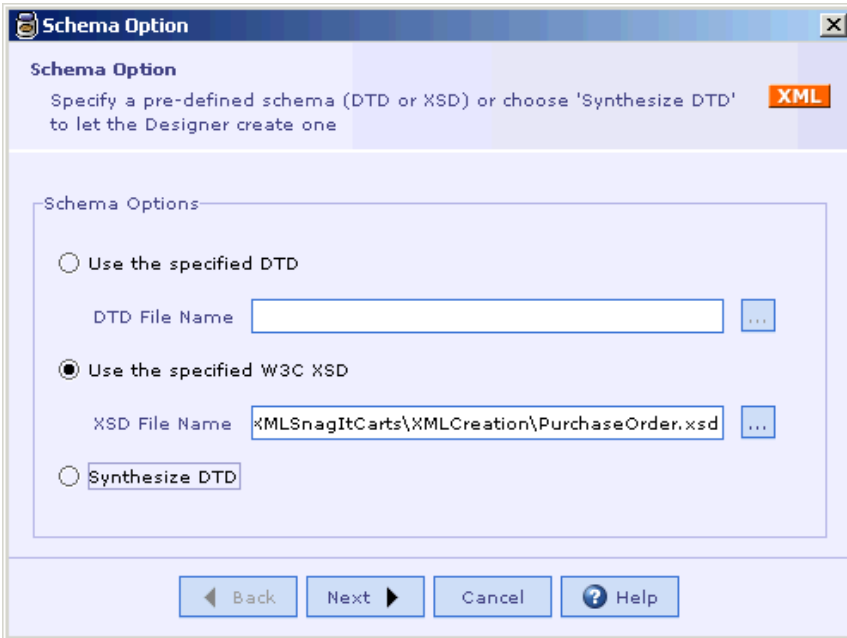 Schema Option
Schema Option
Specify a pre-defined schema (DTD or XSD) or choose 'Synthesize DTD'
to let the Designer create one
XML
Schema Options
Use the specified DTD
DTD File Name
...
Use the specified W3C XSD
XSD File Name
XMLSnagItCarts\XMLCreation\PurchaseOrder.xsd
...
Synthesize DTD
Back
Next
Cancel
? Help